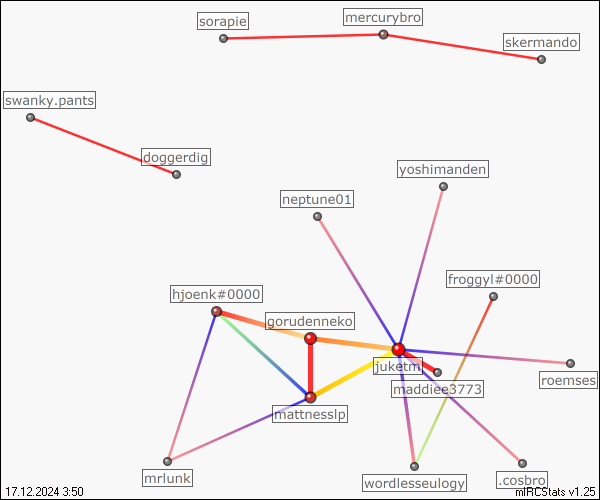 sorapie
mercurybro
skermando
swanky.pants
doggerdig
yoshimanden
neptune01
froggyl#0000
hjoenk#0000
gorudenneko
juketm
roemses
maddiee3773
mattnesslp
mrlunk
wordlesseulogy
.cosbro
17.12.2024 3:50
mIRCStats v1.25